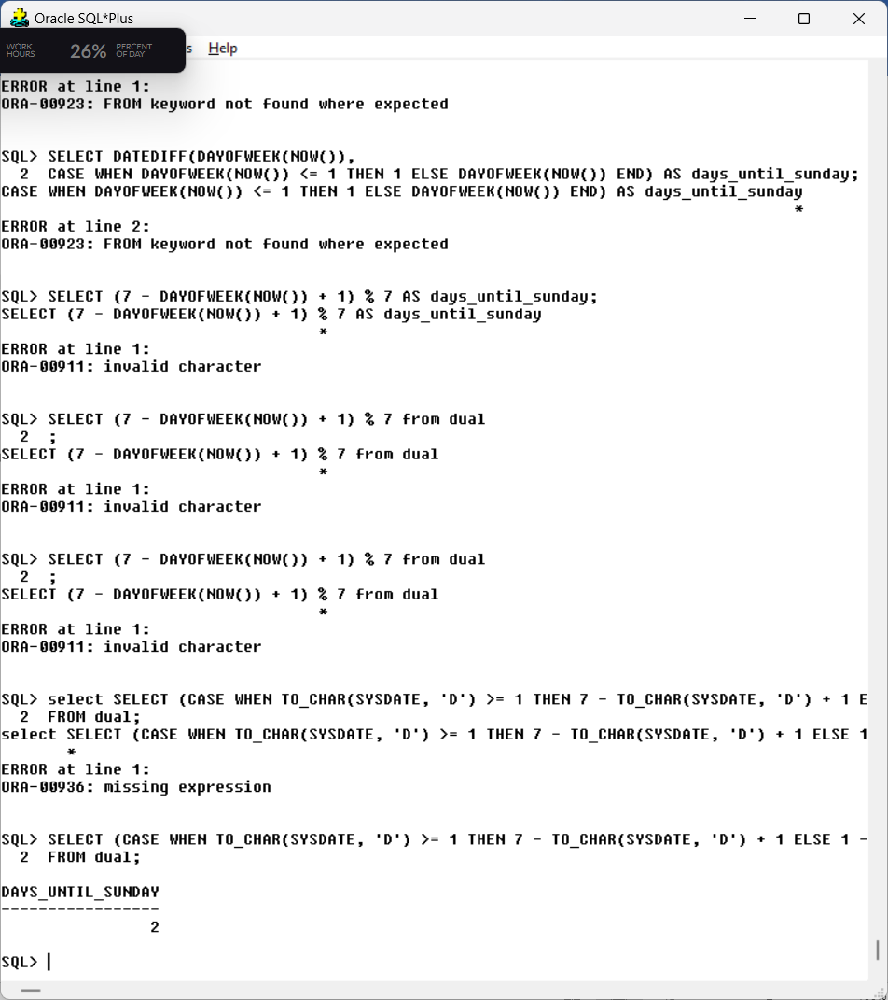 Oracle SQL*Plus
WORK HOURS 26% PERCENT OF DAY
s Help
ERROR at line 1:
ORA-00923: FROM keyword not found where expected
SQL> SELECT DATEDIFF(DAYOFWEEK(NOW()),
2 CASE WHEN DAYOFWEEK(NOW()) <= 1 THEN 1 ELSE DAYOFWEEK(NOW()) END) AS days_until_sunday;
CASE WHEN DAYOFWEEK(NOW()) <= 1 THEN 1 ELSE DAYOFWEEK(NOW()) END) AS days_until_sunday
*
ERROR at line 2:
ORA-00923: FROM keyword not found where expected
SQL> SELECT (7 - DAYOFWEEK(NOW()) + 1) % 7 AS days_until_sunday;
SELECT (7 - DAYOFWEEK(NOW()) + 1) % 7 AS days_until_sunday
*
ERROR at line 1:
ORA-00911: invalid character
SQL> SELECT (7 - DAYOFWEEK(NOW()) + 1) % 7 from dual
2 ;
SELECT (7 - DAYOFWEEK(NOW()) + 1) % 7 from dual
*
ERROR at line 1:
ORA-00911: invalid character
SQL> SELECT (7 - DAYOFWEEK(NOW()) + 1) % 7 from dual
2 ;
SELECT (7 - DAYOFWEEK(NOW()) + 1) % 7 from dual
*
ERROR at line 1:
ORA-00911: invalid character
SQL> select SELECT (CASE WHEN TO_CHAR(SYSDATE, 'D') >= 1 THEN 7 - TO_CHAR(SYSDATE, 'D') + 1 E
2 FROM dual;
select SELECT (CASE WHEN TO_CHAR(SYSDATE, 'D') >= 1 THEN 7 - TO_CHAR(SYSDATE, 'D') + 1 ELSE 1
*
ERROR at line 1:
ORA-00936: missing expression
SQL> SELECT (CASE WHEN TO_CHAR(SYSDATE, 'D') >= 1 THEN 7 - TO_CHAR(SYSDATE, 'D') + 1 ELSE 1 -
2 FROM dual;
DAYS_UNTIL_SUNDAY
-----------------
2
SQL>